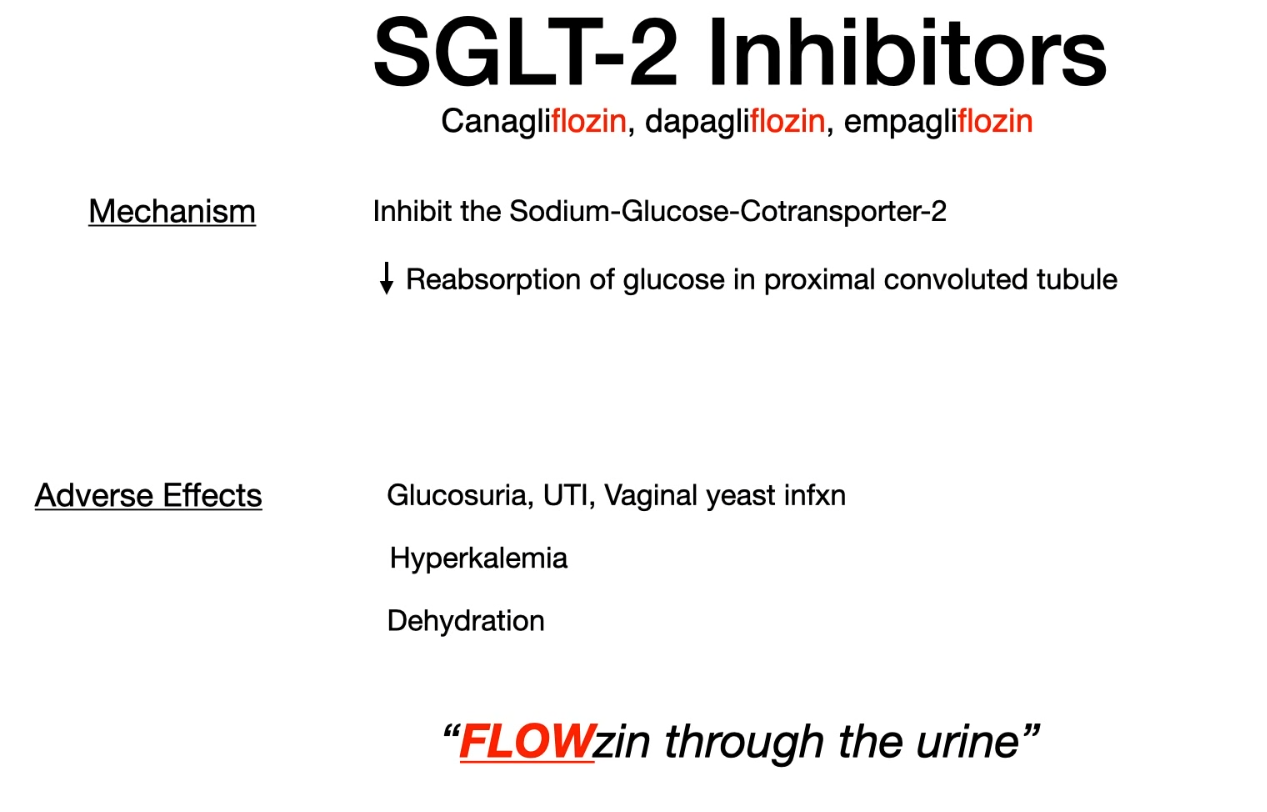 SGLT-2 Inhibitors
Canagliflozin, dapagliflozin, empagliflozin
Mechanism
Inhibit the Sodium-Glucose-Cotransporter-2
↓ Reabsorption of glucose in proximal convoluted tubule
Adverse Effects
Glucosuria, UTI, Vaginal yeast infxn
Hyperkalemia
Dehydration
“FLOWzin through the urine”